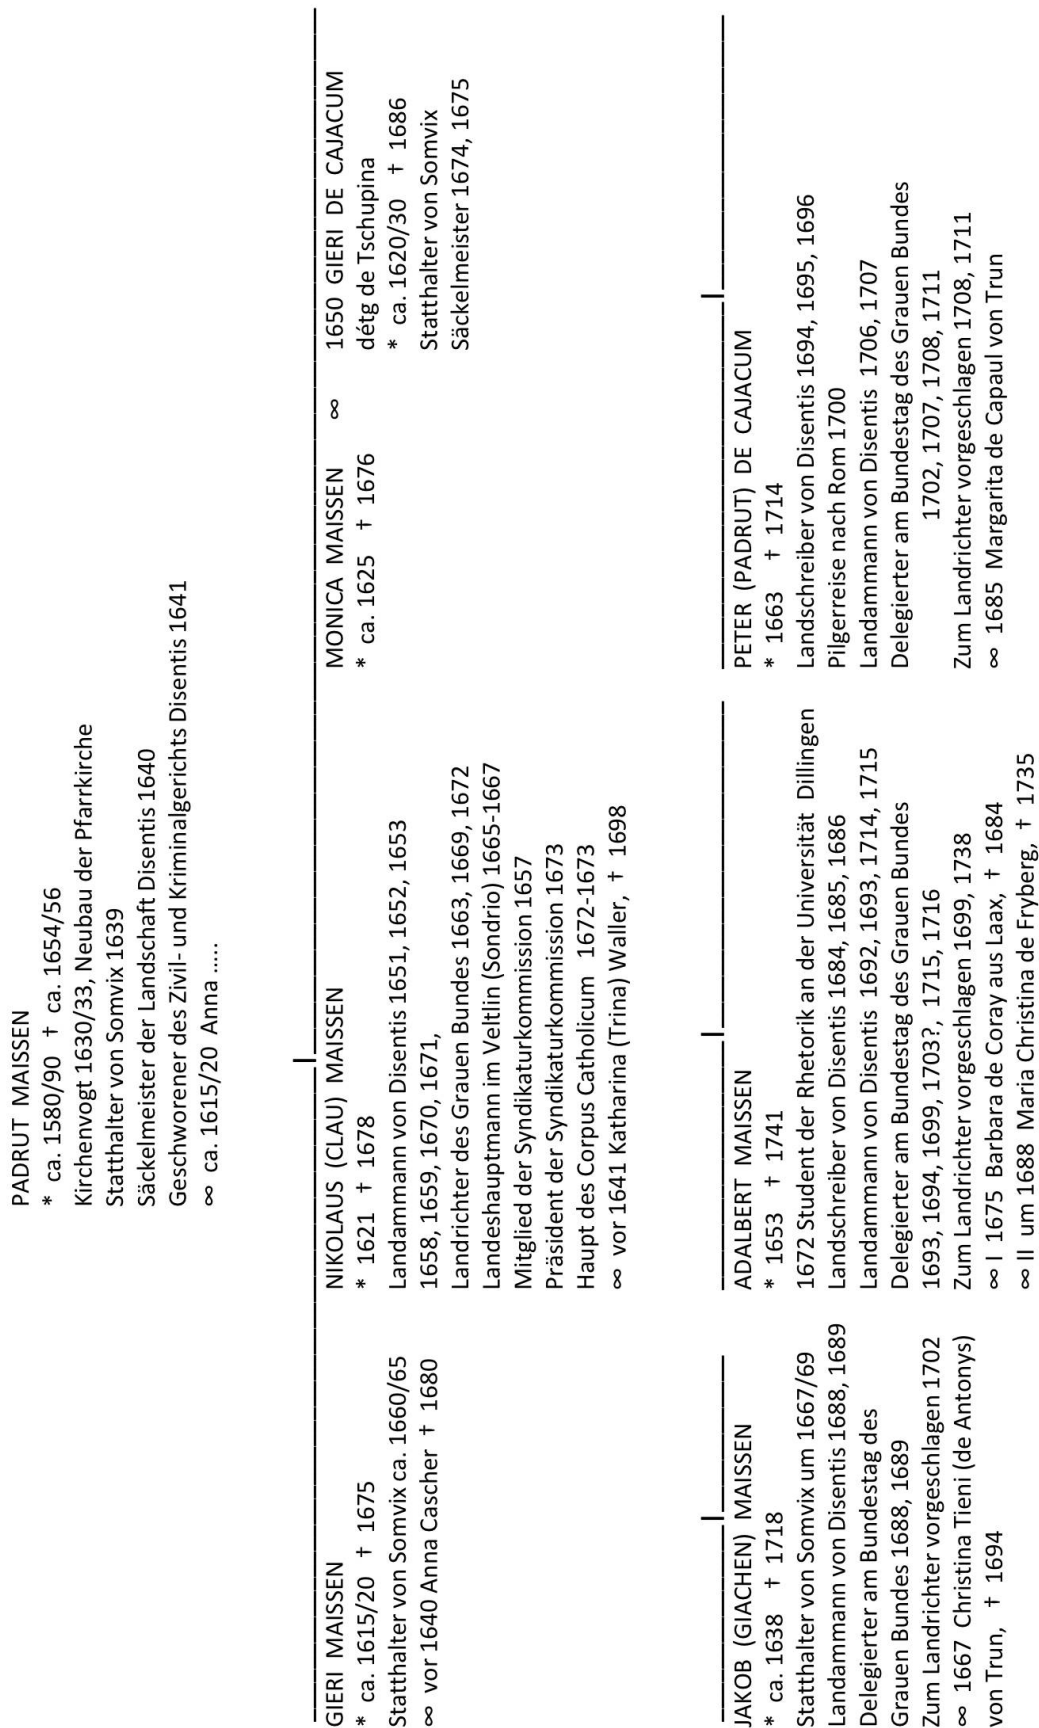 PADRUT MAISSEN
* ca. 1580/90 † ca. 1654/56
Kirchenvogt 1630/33, Neubau der Pfarrkirche
Statthalter von Somvix 1639
Säckelmeister der Landschaft Disentis 1640
Geschworener des Zivil- und Kriminalgerichts Disentis 1641
∞ ca. 1615/20 Anna .....
GIERI MAISSEN
* ca. 1615/20 † 1675
Statthalter von Somvix ca. 1660/65
∞ vor 1640 Anna Cascher † 1680
NIKOLAUS (CLAU) MAISSEN
* 1621 † 1678
Landammann von Disentis 1651, 1652, 1653
1658, 1659, 1670, 1671,
Landrichter des Grauen Bundes 1663, 1669, 1672
Landeshauptmann im Veltlin (Sondrio) 1665-1667
Mitglied der Syndikaturkommission 1657
Präsident der Syndikaturkommission 1673
Haupt des Corpus Catholicum 1672-1673
∞ vor 1641 Katharina (Trina) Waller, † 1698
MONICA MAISSEN ∞
* ca. 1625 † 1676
1650 GIERI DE CAJACUM
détg de Tschupina
* ca. 1620/30 † 1686
Statthalter von Somvix
Säckelmeister 1674, 1675
JAKOB (GIACHEN) MAISSEN
* ca. 1638 † 1718
Statthalter von Somvix um 1667/69
Landammann von Disentis 1688, 1689
Delegierter am Bundestag des
Grauen Bundes 1688, 1689
Zum Landrichter vorgeschlagen 1702
∞ 1667 Christina Tieni (de Antonys)
von Trun, † 1694
ADALBERT MAISSEN
* 1653 † 1741
1672 Student der Rhetorik an der Universität Dillingen
Landschreiber von Disentis 1684, 1685, 1686
Landammann von Disentis 1692, 1693, 1714, 1715
Delegierter am Bundestag des Grauen Bundes
1693, 1694, 1699, 1703?, 1715, 1716
Zum Landrichter vorgeschlagen 1699, 1738
∞ I 1675 Barbara de Coray aus Laax, † 1684
∞ II um 1688 Maria Christina de Fryberg, † 1735
PETER (PADRUT) DE CAJACUM
* 1663 † 1714
Landschreiber von Disentis 1694, 1695, 1696
Pilgerreise nach Rom 1700
Landammann von Disentis 1706, 1707
Delegierter am Bundestag des Grauen Bundes
1702, 1707, 1708, 1711
Zum Landrichter vorgeschlagen 1708, 1711
∞ 1685 Margarita de Capaul von Trun